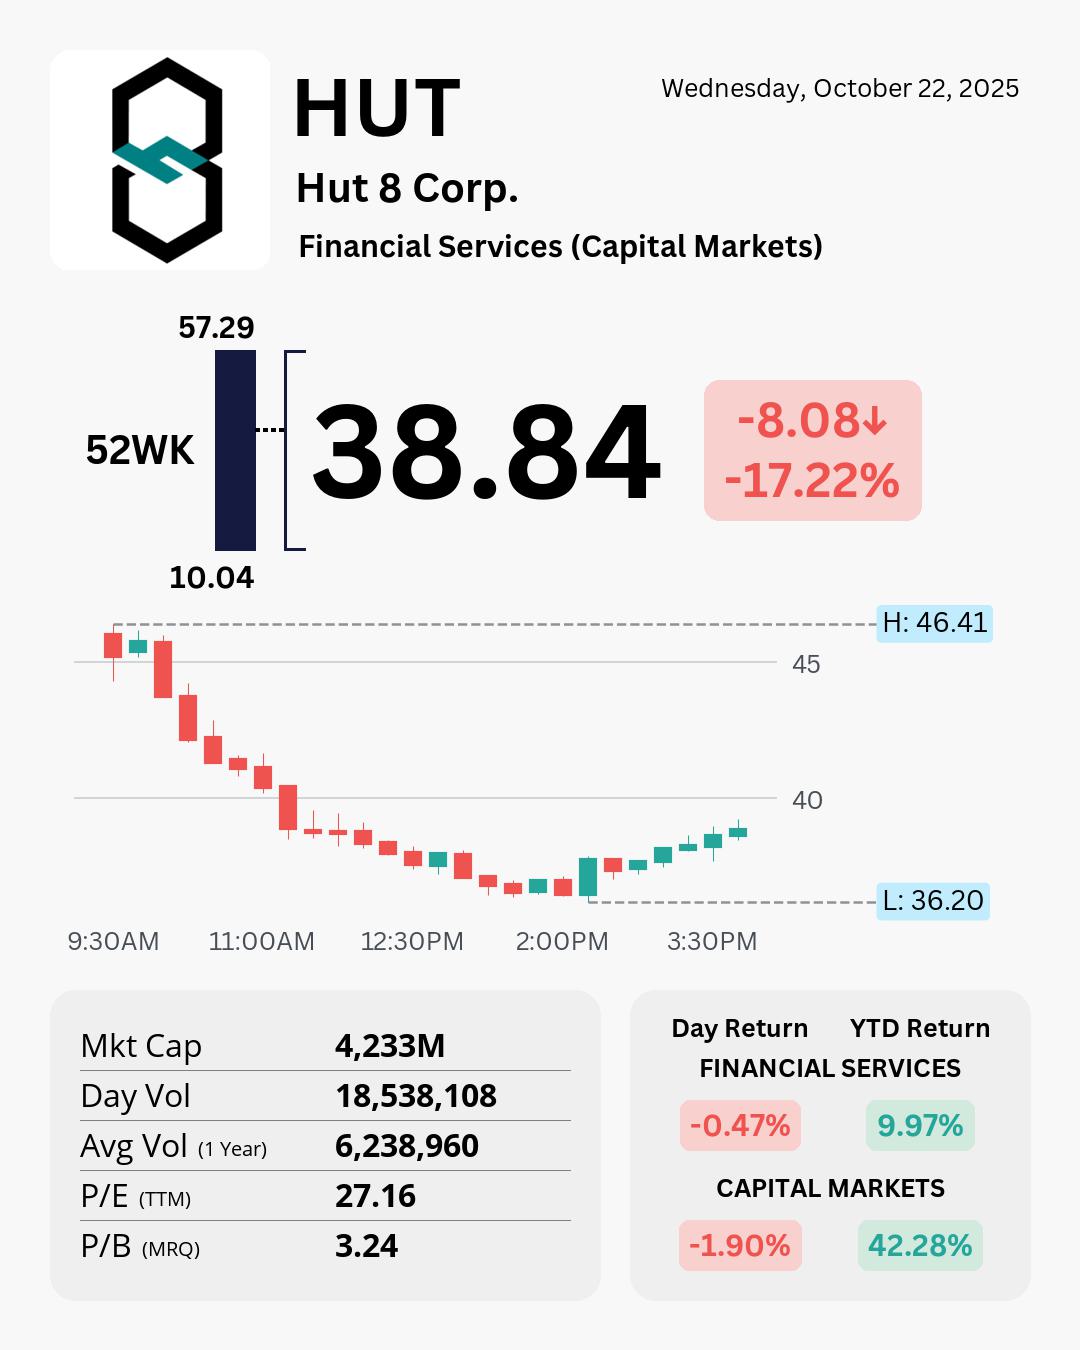 HUT
Wednesday, October 22, 2025
Hut 8 Corp.
Financial Services (Capital Markets)
57.29
52WK
10.04
38.84
-8.08↓
-17.22%
H: 46.41
45
40
L: 36.20
9:30AM 11:00AM 12:30PM 2:00PM 3:30PM
Mkt Cap 4,233M
Day Vol 18,538,108
Avg Vol (1 Year) 6,238,960
P/E (TTM) 27.16
P/B (MRQ) 3.24
Day Return YTD Return
FINANCIAL SERVICES
-0.47% 9.97%
CAPITAL MARKETS
-1.90% 42.28%